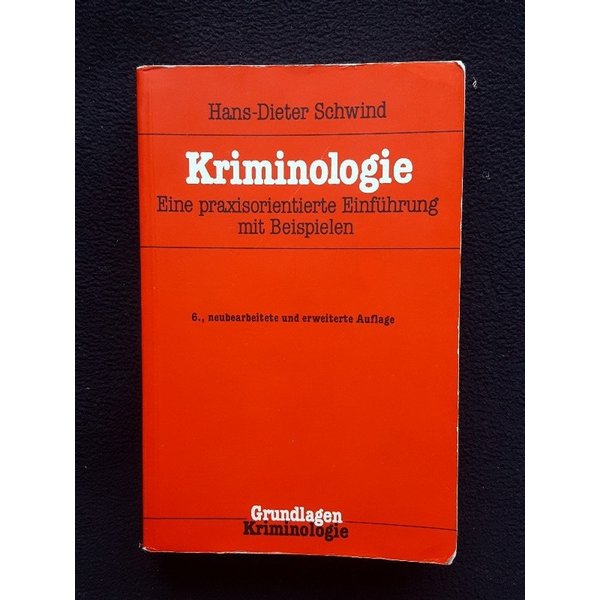 Hans-Dieter Schwind
Kriminologie
Eine praxisorientierte Einführung
mit Beispielen
6., neubearbeitete und erweiterte Auflage
Grundlagen
Kriminologie